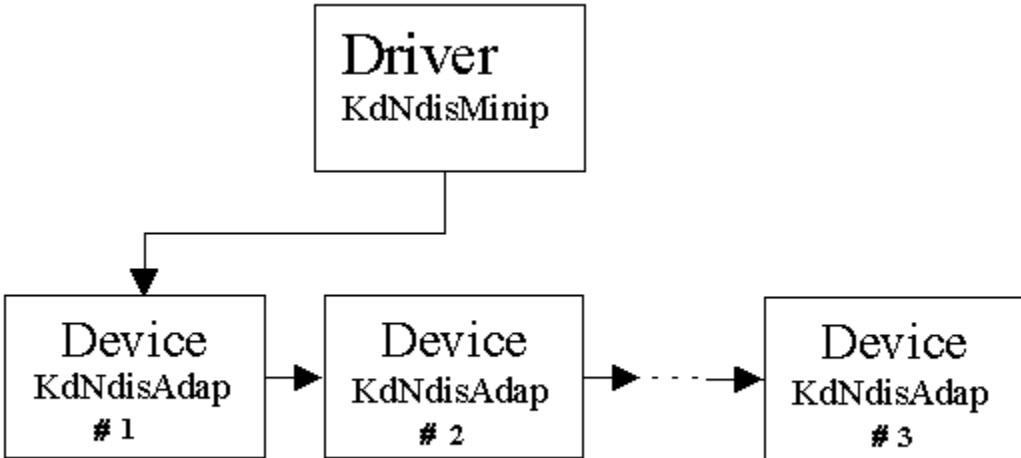 Driver
KdNdisMinip
Device
KdNdisAdap
# 1
Device
KdNdisAdap
# 2
Device
KdNdisAdap
# 3